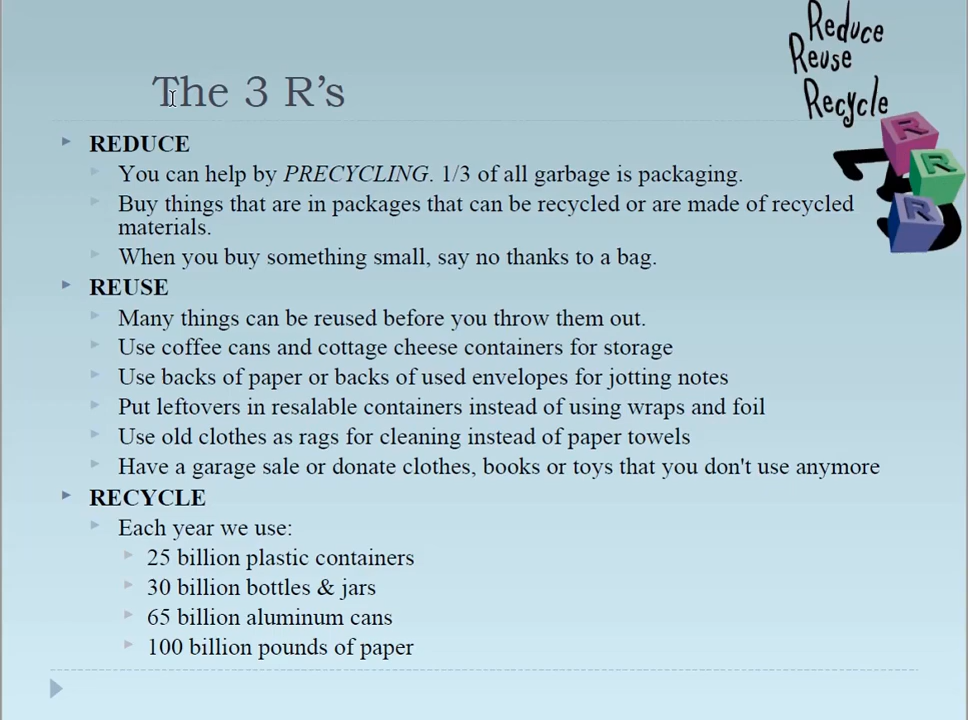 Reduce
Reuse
Recycle
The 3 R's
REDUCE
You can help by PRECYCLING. 1/3 of all garbage is packaging.
Buy things that are in packages that can be recycled or are made of recycled
materials.
When you buy something small, say no thanks to a bag.
REUSE
Many things can be reused before you throw them out.
Use coffee cans and cottage cheese containers for storage
Use backs of paper or backs of used envelopes for jotting notes
Put leftovers in resalable containers instead of using wraps and foil
Use old clothes as rags for cleaning instead of paper towels
Have a garage sale or donate clothes, books or toys that you don't use anymore
RECYCLE
Each year we use:
25 billion plastic containers
30 billion bottles & jars
65 billion aluminum cans
100 billion pounds of paper
R
R
R